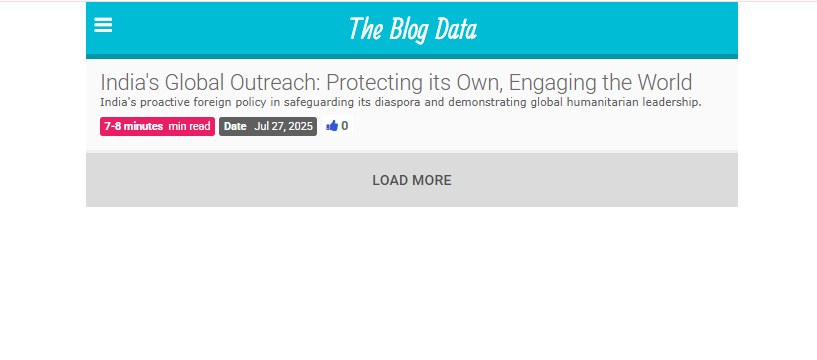 The Blog Data
India's Global Outreach: Protecting its Own, Engaging the World
India's proactive foreign policy in safeguarding its diaspora and demonstrating global humanitarian leadership.
7-8 minutes min read Date Jul 27, 2025 0
LOAD MORE